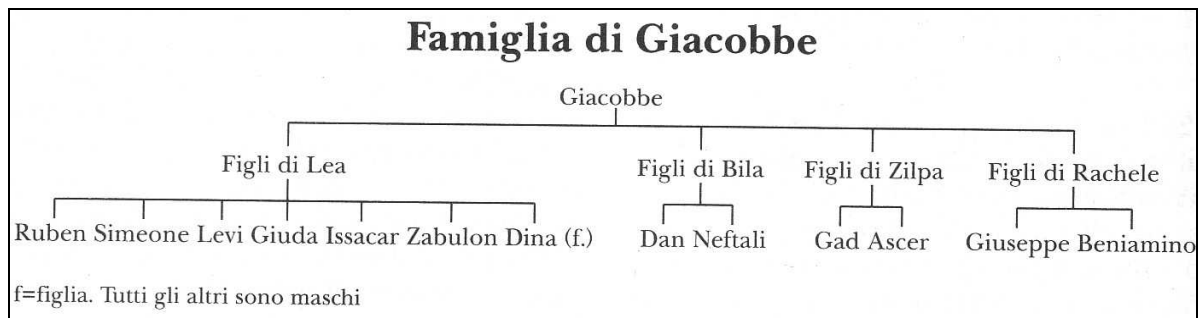 Famiglia di Giacobbe
Giacobbe
Figli di Lea Figli di Bila Figli di Zilpa Figli di Rachele
Ruben Simeone Levi Giuda Issacar Zabulon Dina (f.) Dan Neftali Gad Ascer Giuseppe Beniamino
f=figlia. Tutti gli altri sono maschi